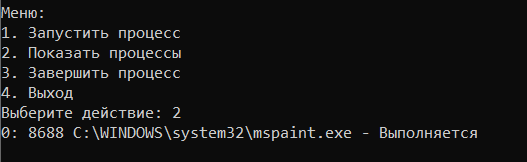 Меню:
1. Запустить процесс
2. Показать процессы
3. Завершить процесс
4. Выход
Выберите действие: 2
0: 8688 C:\WINDOWS\system32\mspaint.exe - Выполняется